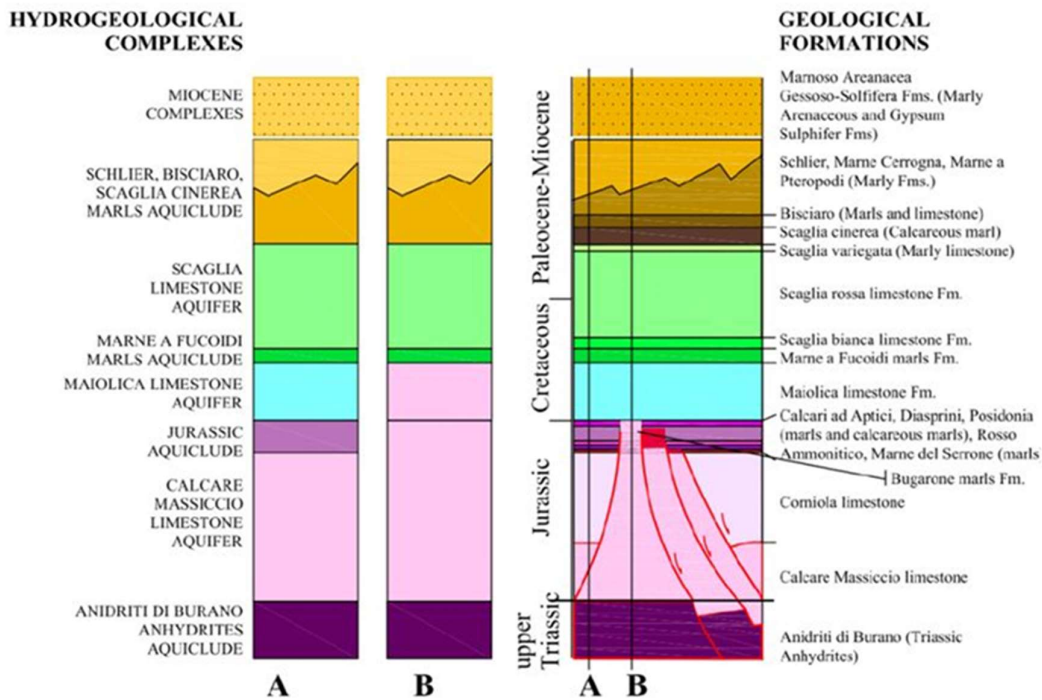 HYDROGEOLOGICAL
COMPLEXES
MIOCENE
COMPLEXES
SCHLIER, BISCIARO,
SCAGLIA CINEREA
MARLS AQUICLUDE
SCAGLIA
LIMESTONE
AQUIFER
MARNE A FUCOIDI
MARLS AQUICLUDE
MAIOLICA LIMESTONE
AQUIFER
JURASSIC
AQUICLUDE
CALCARE
MASSICCIO
LIMESTONE
AQUIFER
ANIDRITI DI BURANO
ANHYDRITES
AQUICLUDE
A
B
Paleocene-Miocene
Cretaceous
Jurassic
upper
Triassic
A
B
GEOLOGICAL
FORMATIONS
Marnoso Areanacea
Gessoso-Solfifera Fms. (Marly
Arenaceous and Gypsum
Sulphifer Fms)
Schlier, Marne Cerrogna, Marne a
Pteropodi (Marly Fms.)
Bisciaro (Marls and limestone)
Scaglia cinerea (Calcareous marl)
Scaglia variegata (Marly limestone)
Scaglia rossa limestone Fm.
Scaglia bianca limestone Fm.
Marne a Fucoidi marls Fm.
Maiolica limestone Fm.
Calcari ad Aptici, Diasprini, Posidonia
(marls and calcareous marls), Rosso
Ammonitico, Marne del Serrone (marls
Bugarone marls Fm.
Corniola limestone
Calcare Massiccio limestone
Anidriti di Burano (Triassic
Anhydrites)